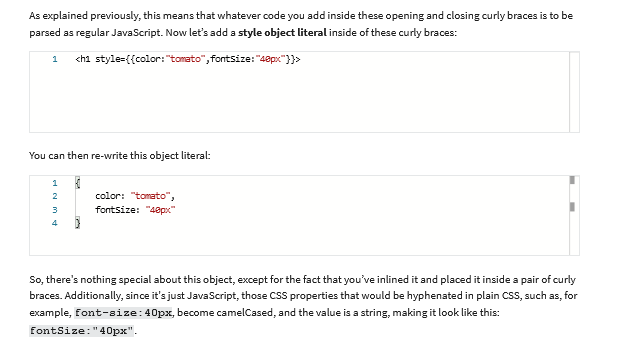 As explained previously, this means that whatever code you add inside these opening and closing curly braces is to be
parsed as regular JavaScript. Now let's add a style object literal inside of these curly braces:
1 <h1 style={{color:"tomato",fontSize:"40px"}}>
You can then re-write this object literal:
1 {
2 color: "tomato",
3 fontSize: "40px"
4 }
So, there's nothing special about this object, except for the fact that you've inlined it and placed it inside a pair of curly
braces. Additionally, since it's just JavaScript, those CSS properties that would be hyphenated in plain CSS, such as, for
example, font-size:40px, become camelCased, and the value is a string, making it look like this:
fontSize:"40px".